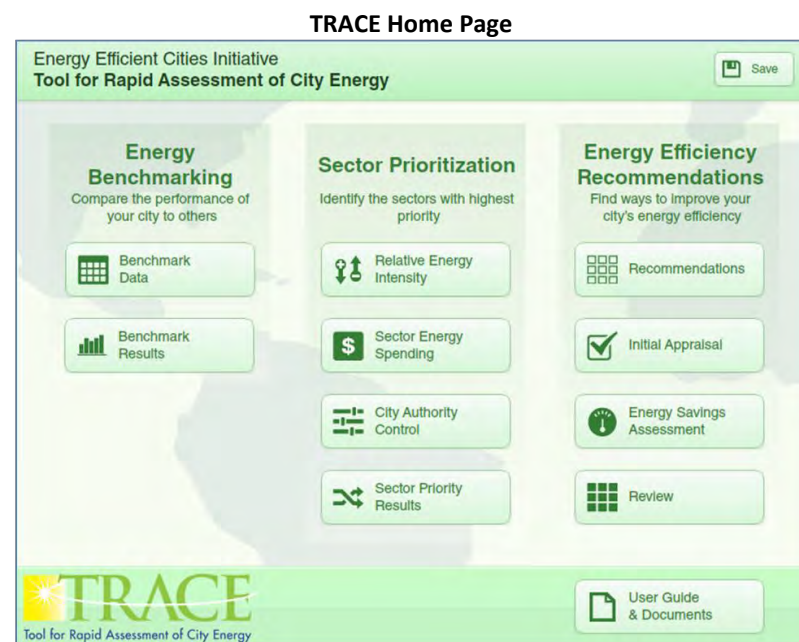 TRACE Home Page
Energy Efficient Cities Initiative
Tool for Rapid Assessment of City Energy
Save
Energy
Benchmarking
Compare the performance of
your city to others
Benchmark
Data
Benchmark
Results
Sector Prioritization
Identify the sectors with highest
priority
Relative Energy
Intensity
$
Sector Energy
Spending
City Authority
Control
Sector Priority
Results
Energy Efficiency
Recommendations
Find ways to improve your
city's energy efficiency
Recommendations
Initial Appraisal
Energy Savings
Assessment
Review
TRACE
Tool for Rapid Assessment of City Energy
User Guide
& Documents